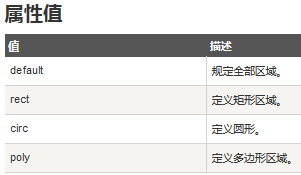 属性值
值 描述
default 规定全部区域。
rect 定义矩形区域。
circ 定义圆形。
poly 定义多边形区域。